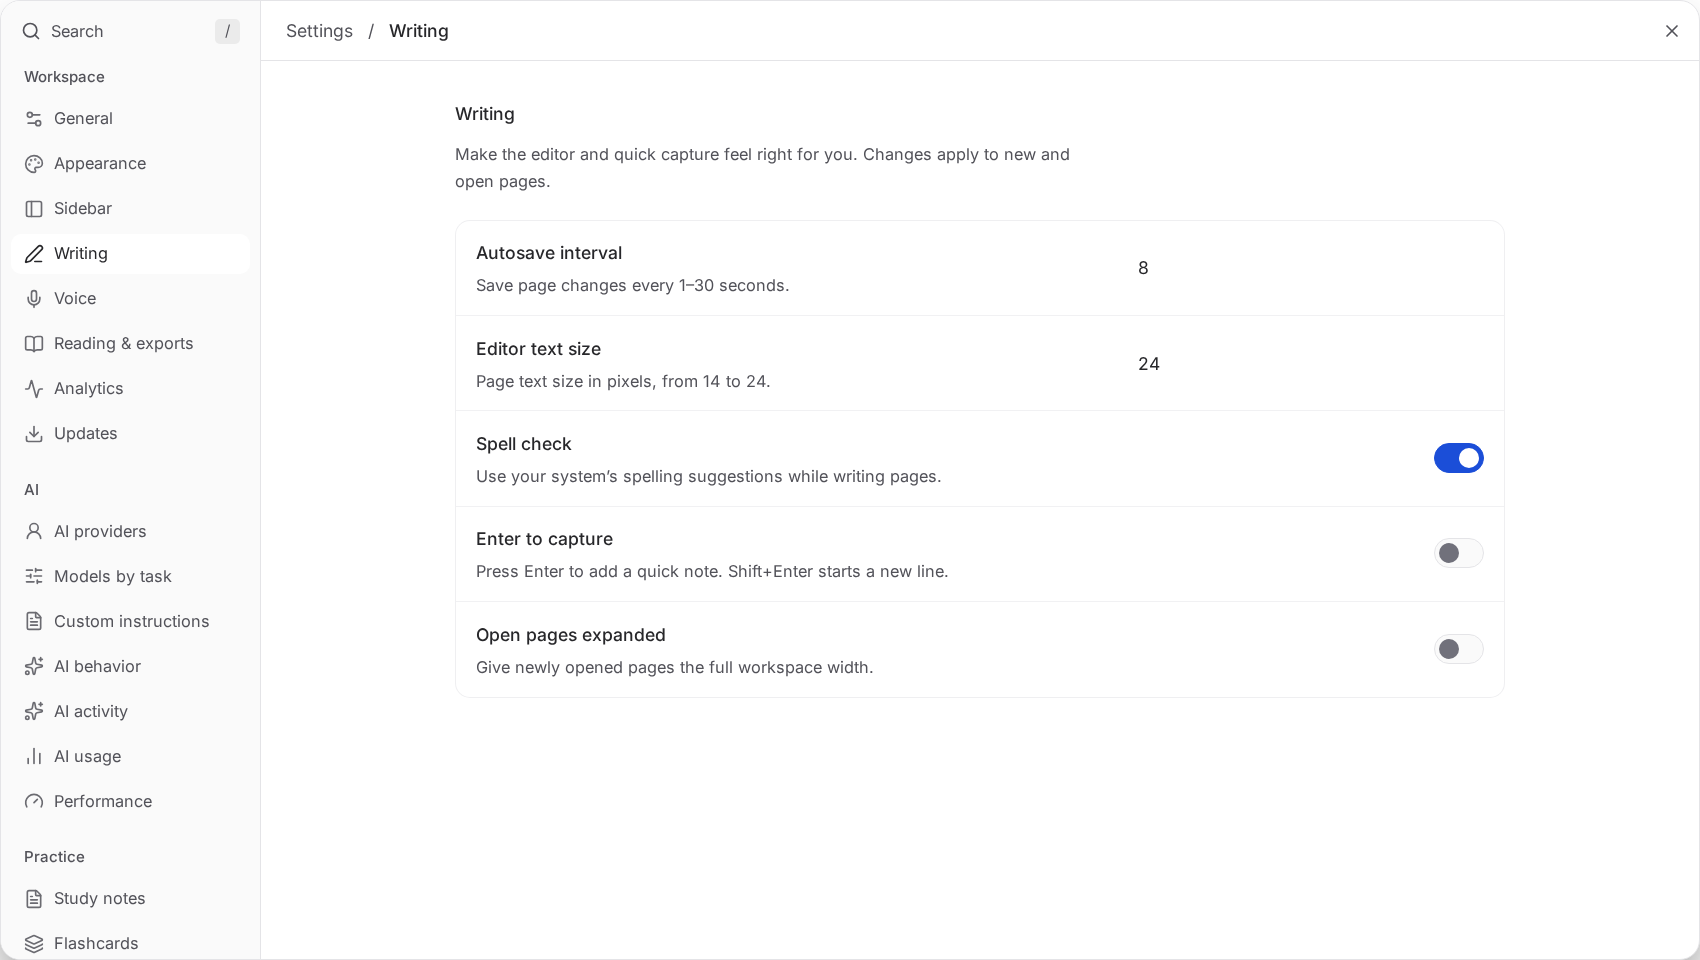 Search /
Workspace
General
Appearance
Sidebar
Writing
Voice
Reading & exports
Analytics
Updates
AI
AI providers
Models by task
Custom instructions
AI behavior
AI activity
AI usage
Performance
Practice
Study notes
Flashcards
Settings / Writing
Writing
Make the editor and quick capture feel right for you. Changes apply to new and
open pages.
Autosave interval
Save page changes every 1–30 seconds.
8
Editor text size
Page text size in pixels, from 14 to 24.
24
Spell check
Use your system’s spelling suggestions while writing pages.
Enter to capture
Press Enter to add a quick note. Shift+Enter starts a new line.
Open pages expanded
Give newly opened pages the full workspace width.